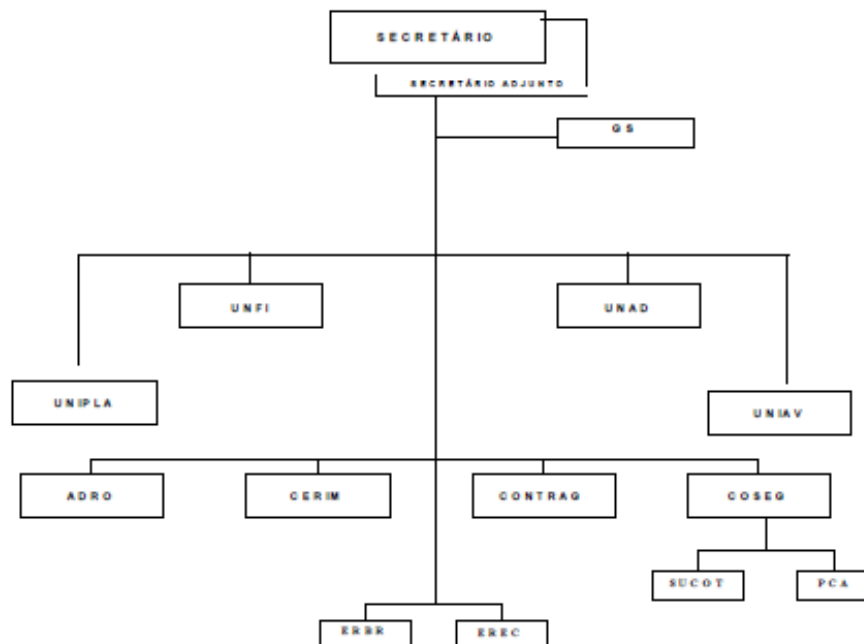 SECRETÁRIO
SECRETÁRIO ADJUNTO
GS
UNFI
UNAD
UNIPLA
UNIAV
ADRO
CERIM
CONTRAG
COSEG
SUCOT
PCA
ERBR
EREC